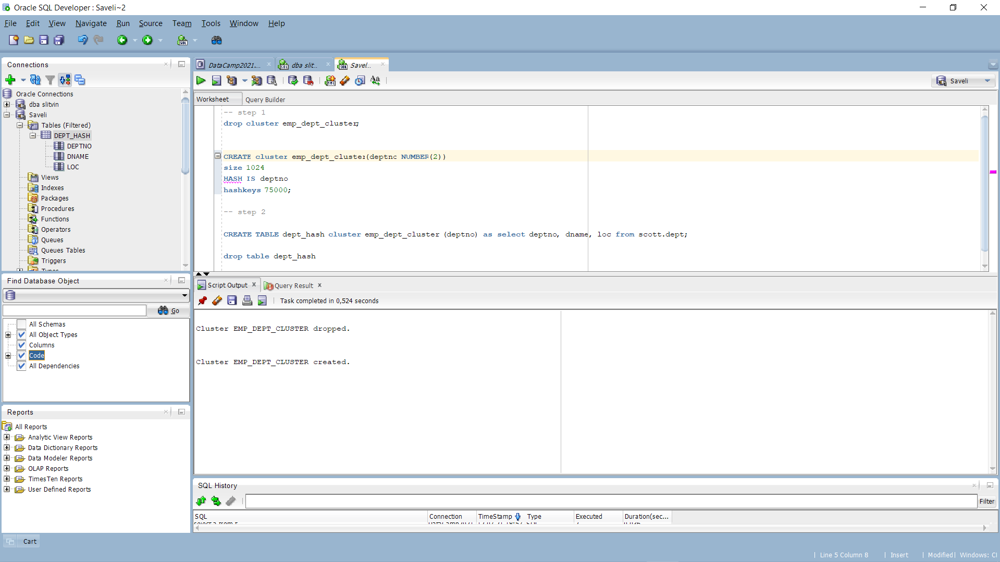 Oracle SQL Developer : Saveli~2
File Edit View Navigate Run Source Team Tools Window Help
Connections
Oracle Connections
dba slitvin
Saveli
Tables (Filtered)
DEPT_HASH
DEPTNO
DNAME
LOC
Views
Indexes
Packages
Procedures
Functions
Operators
Queues
Queues Tables
Triggers
Types
Find Database Object
Go
All Schemas
All Object Types
Columns
Code
All Dependencies
Reports
All Reports
Analytic View Reports
Data Dictionary Reports
Data Modeler Reports
OLAP Reports
TimesTen Reports
User Defined Reports
DataCamp2021.... dba slit.. Savel...
Saveli
Worksheet Query Builder
-- step 1
drop cluster emp_dept_cluster;
CREATE cluster emp_dept_cluster(deptno NUMBER(2))
size 1024
HASH IS deptno
hashkeys 75000;
-- step 2
CREATE TABLE dept_hash cluster emp_dept_cluster (deptno) as select deptno, dname, loc from scott.dept;
drop table dept_hash
Script Output Query Result
Task completed in 0,524 seconds
Cluster EMP_DEPT_CLUSTER dropped.
Cluster EMP_DEPT_CLUSTER created.
SQL History
Filter
SQL Connection TimeStamp Type Executed Duration(sec...
Cart
Line 5 Column 8 Insert Modified Windows: Cl